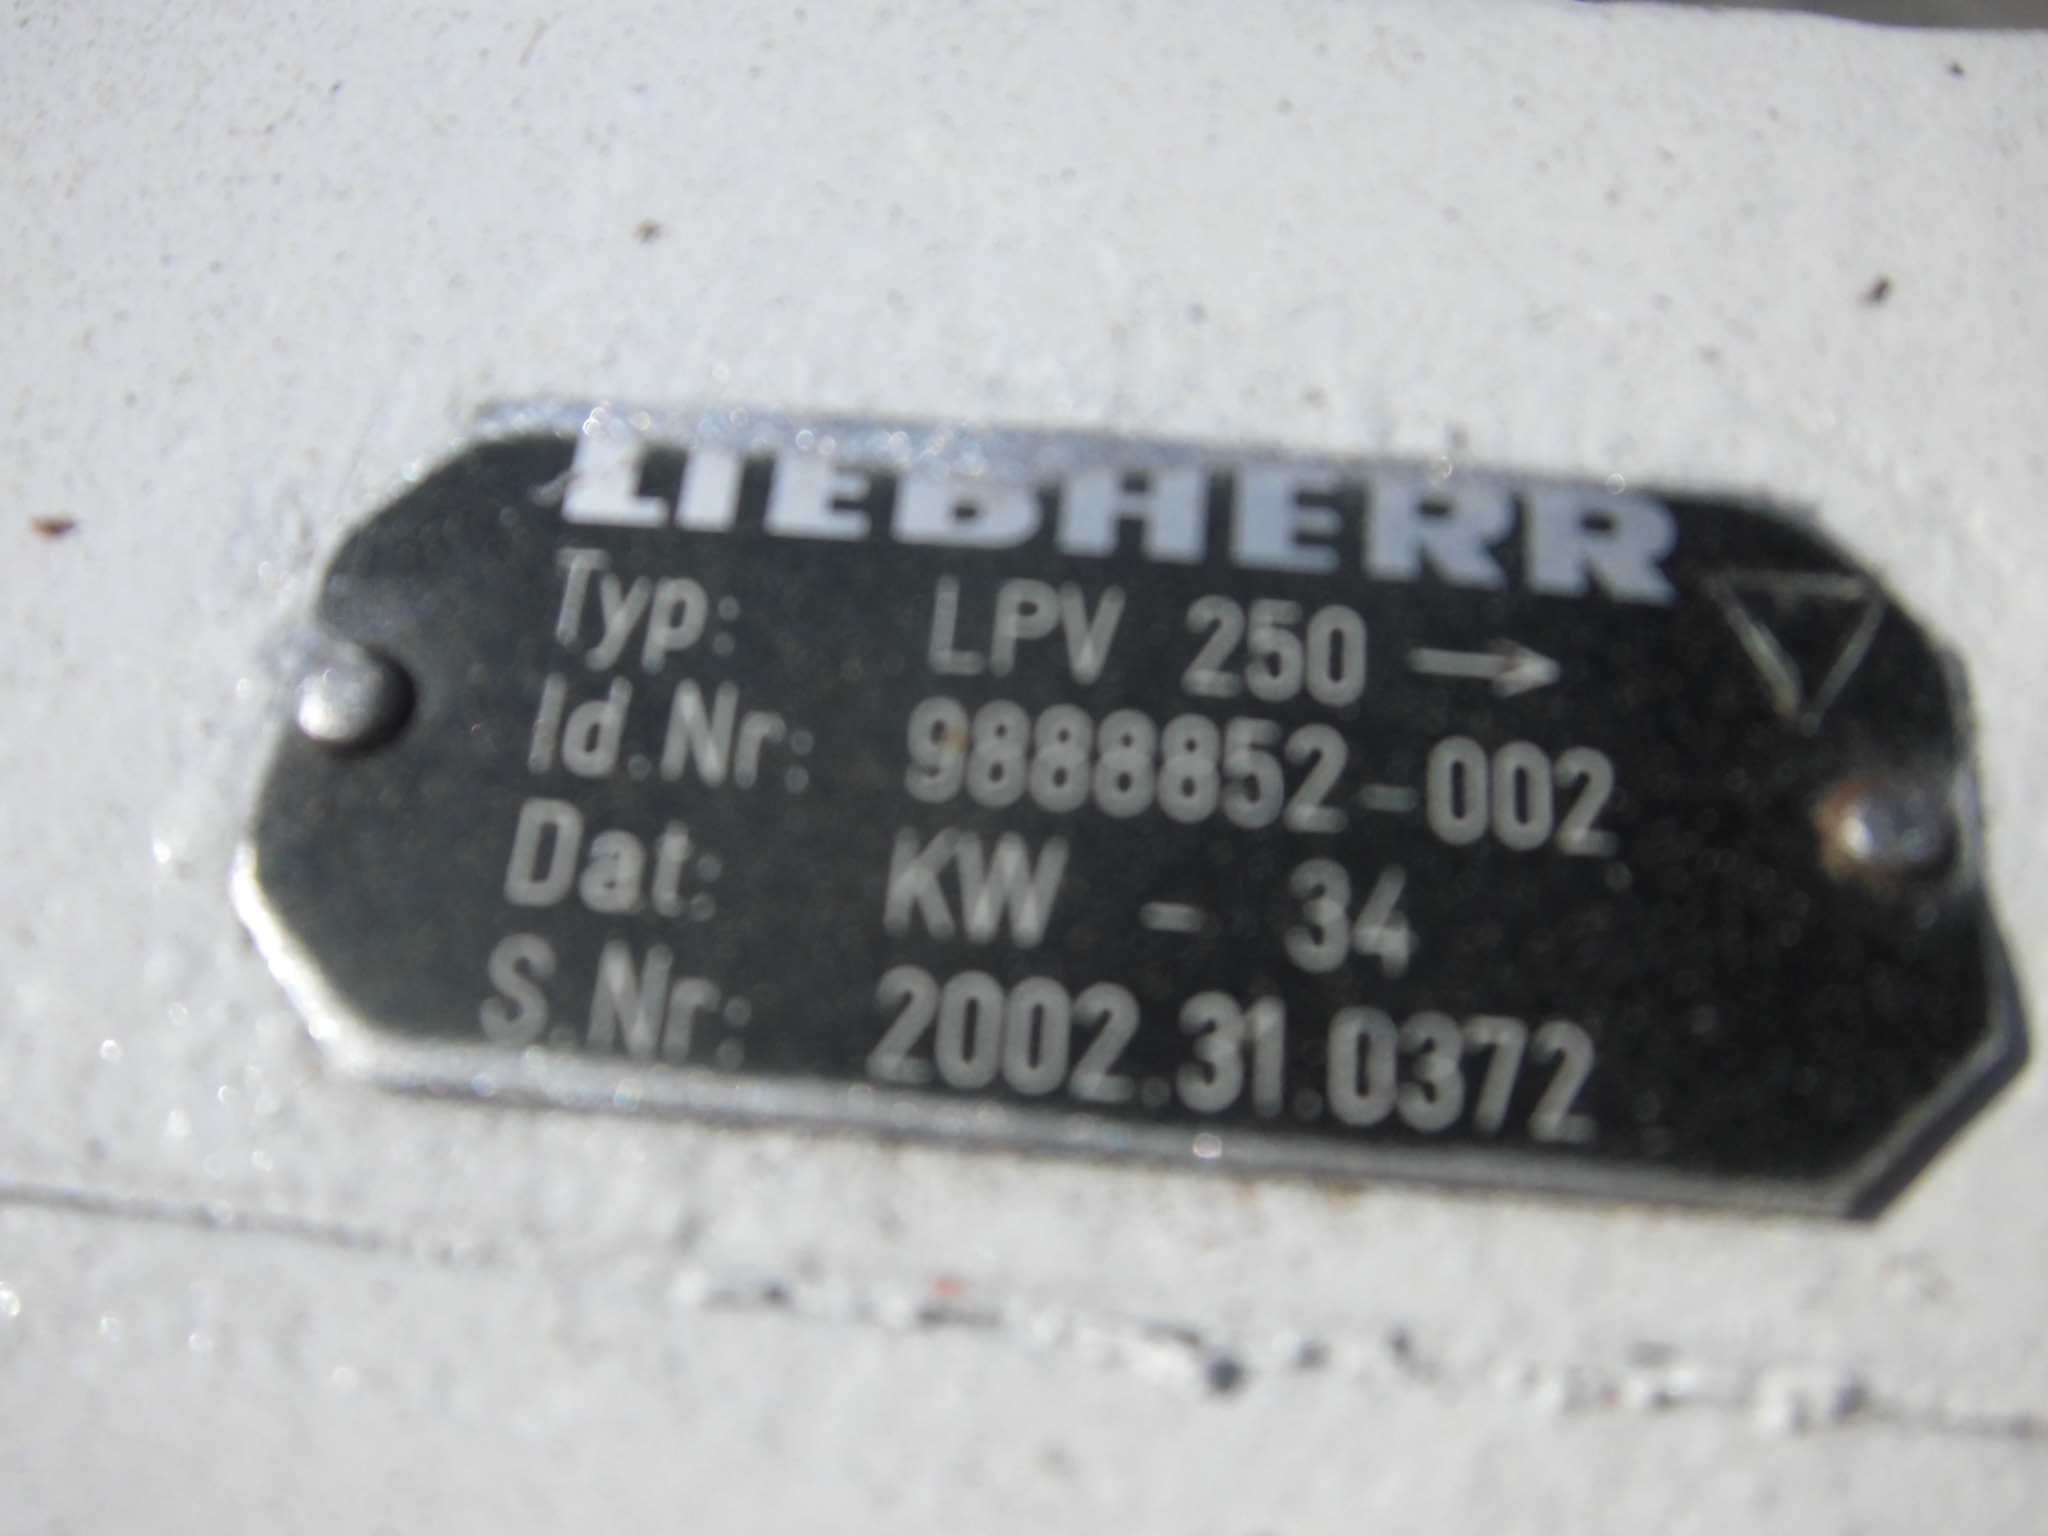 LIEBHERR
Typ: LPV 250 →
Id.Nr: 9888852-002
Dat: KW - 34
S.Nr: 2002.31.0372